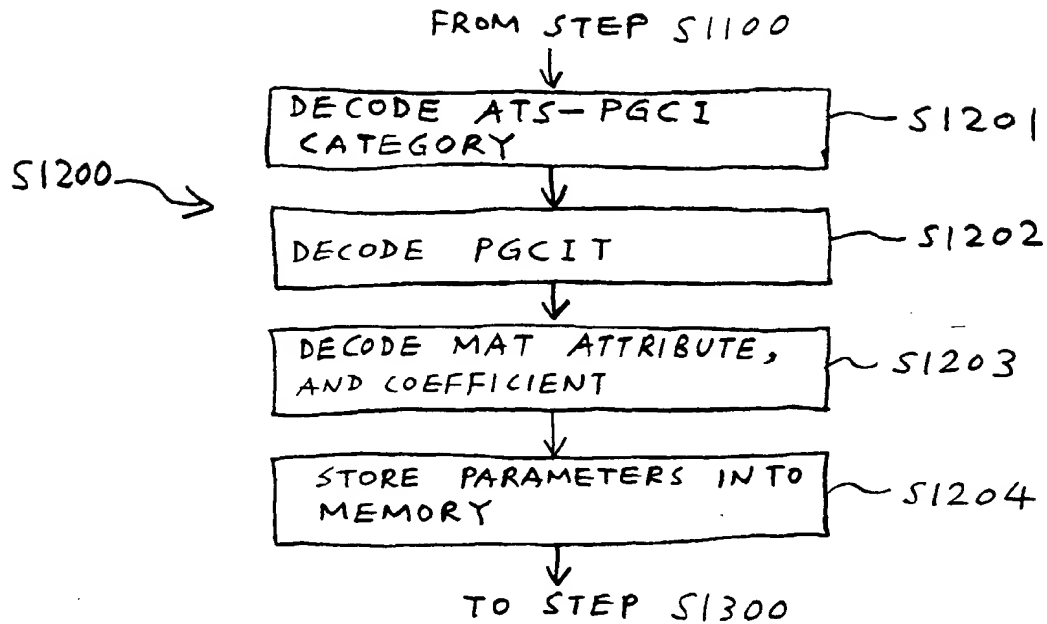 FROM STEP S1100
DECODE ATS-PGCI
CATEGORY
S1201
S1200
DECODE PGCIT
S1202
DECODE MAT ATTRIBUTE,
AND COEFFICIENT
S1203
STORE PARAMETERS INTO
MEMORY
S1204
TO STEP S1300